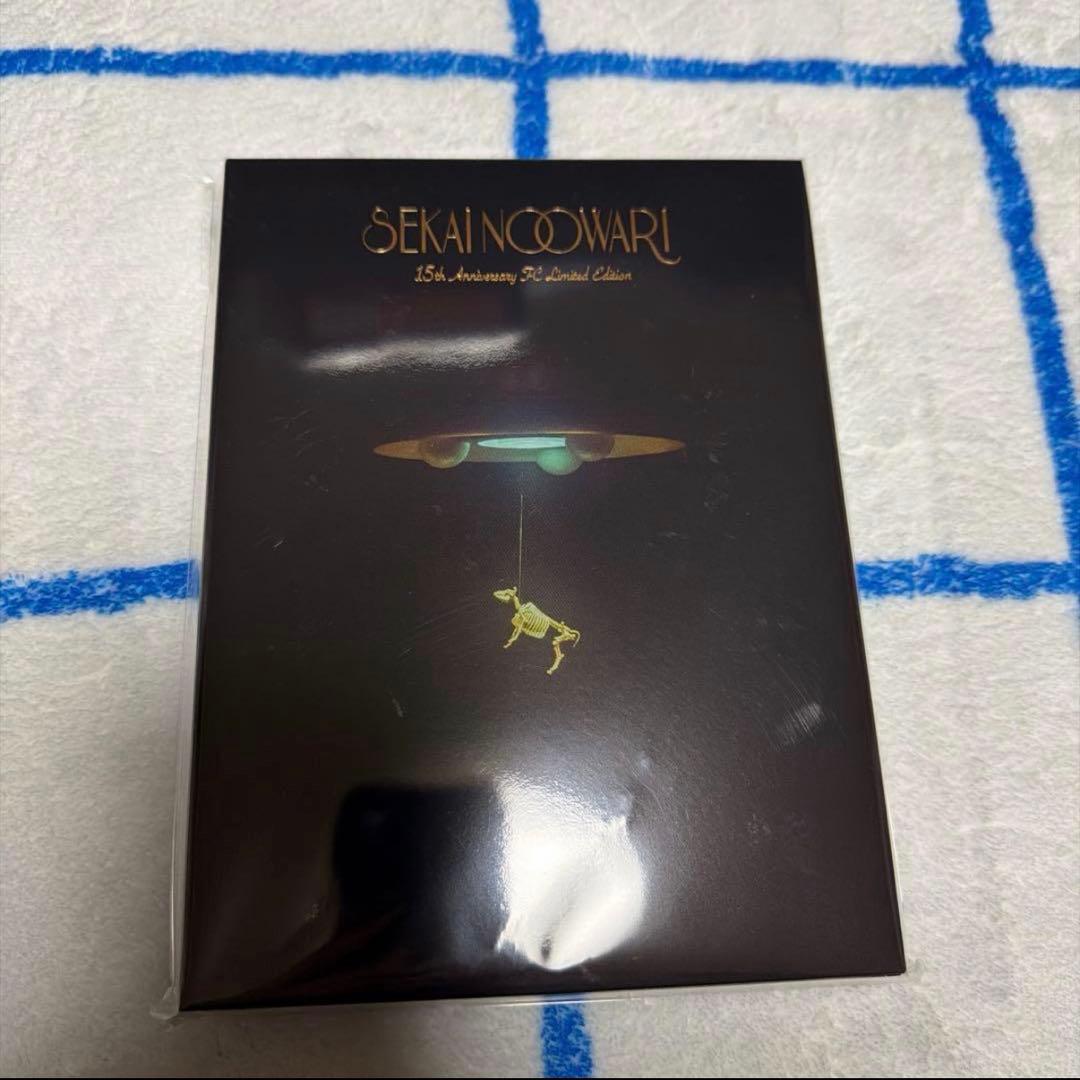 SEKAI NO OWARI
15th Anniversary FC Limited Edition